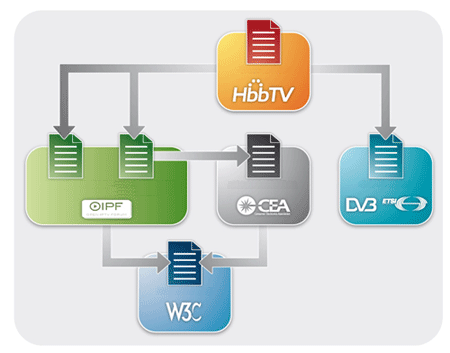 HbbTV
OIPF
CEA
DVB
ETSI
W3C